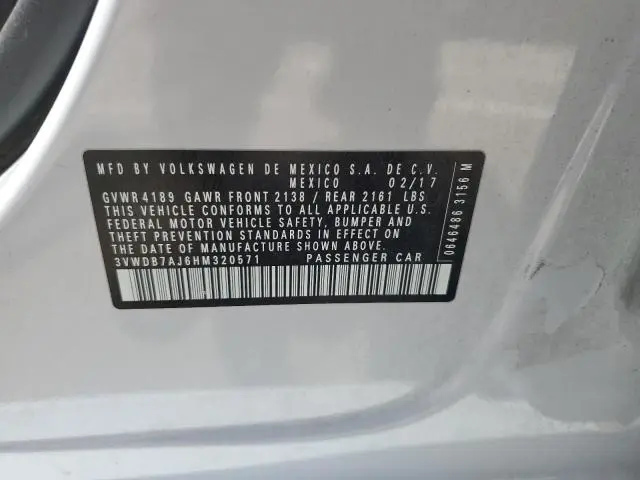 MFD BY VOLKSWAGEN DE MEXICO S.A. DE C.V.
MEXICO 02/17
GVWR 4189 GAWR FRONT 2138 / REAR 2161 LBS
THIS VEHICLE CONFORMS TO ALL APPLICABLE U.S.
FEDERAL MOTOR VEHICLE SAFETY, BUMPER AND
THEFT PREVENTION STANDARDS IN EFFECT ON THE
DATE OF MANUFACTURE SHOWN ABOVE.
3VWDB7AJ6HM320571 PASSENGER CAR
0646486 3156 M